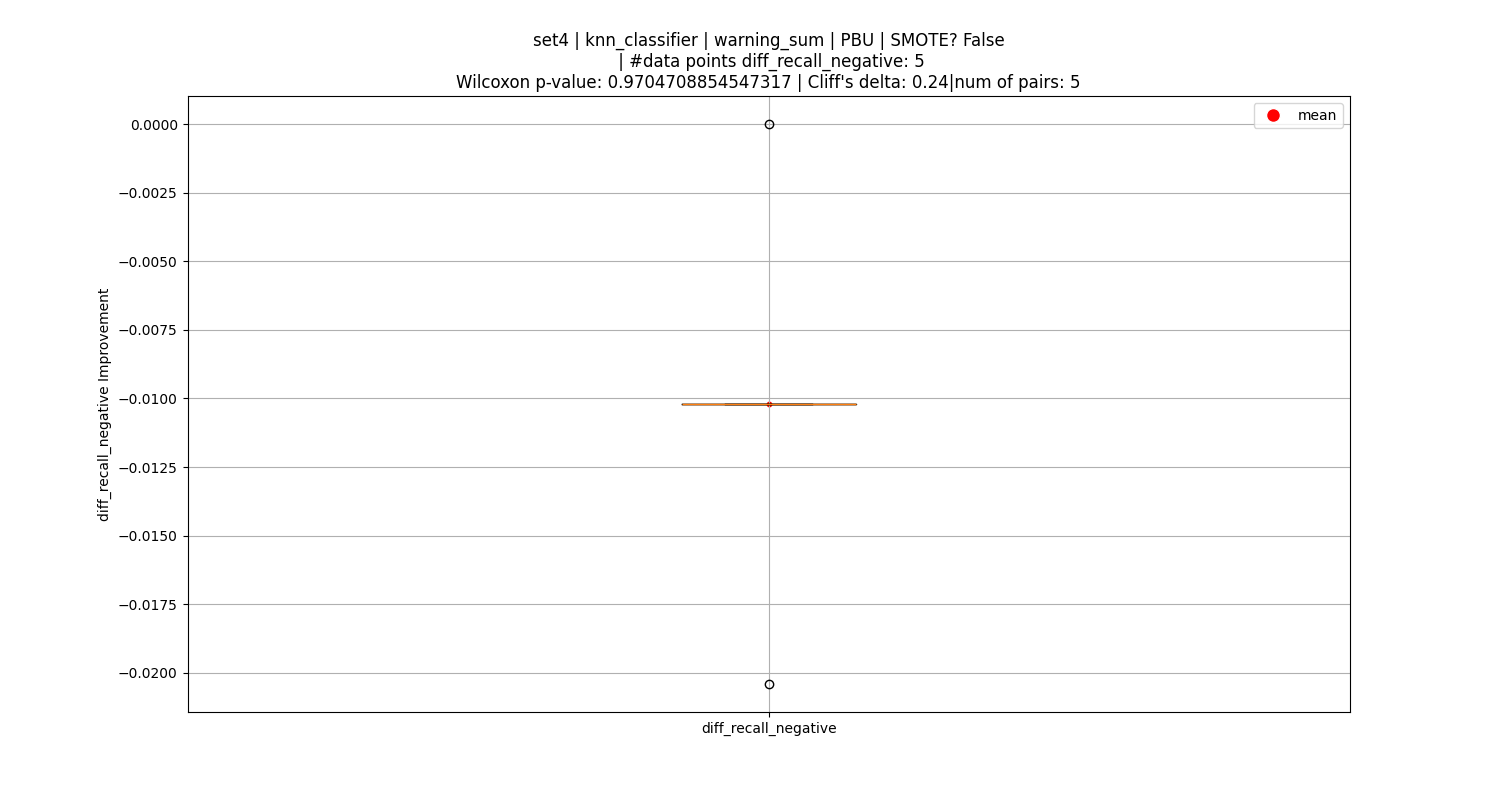 set4 | knn_classifier | warning_sum | PBU | SMOTE? False
| #data points diff_recall_negative: 5
Wilcoxon p-value: 0.9704708854547317 | Cliff's delta: 0.24|num of pairs: 5
mean
0.0000
−0.0025
−0.0050
−0.0075
−0.0100
−0.0125
−0.0150
−0.0175
−0.0200
diff_recall_negative Improvement
diff_recall_negative